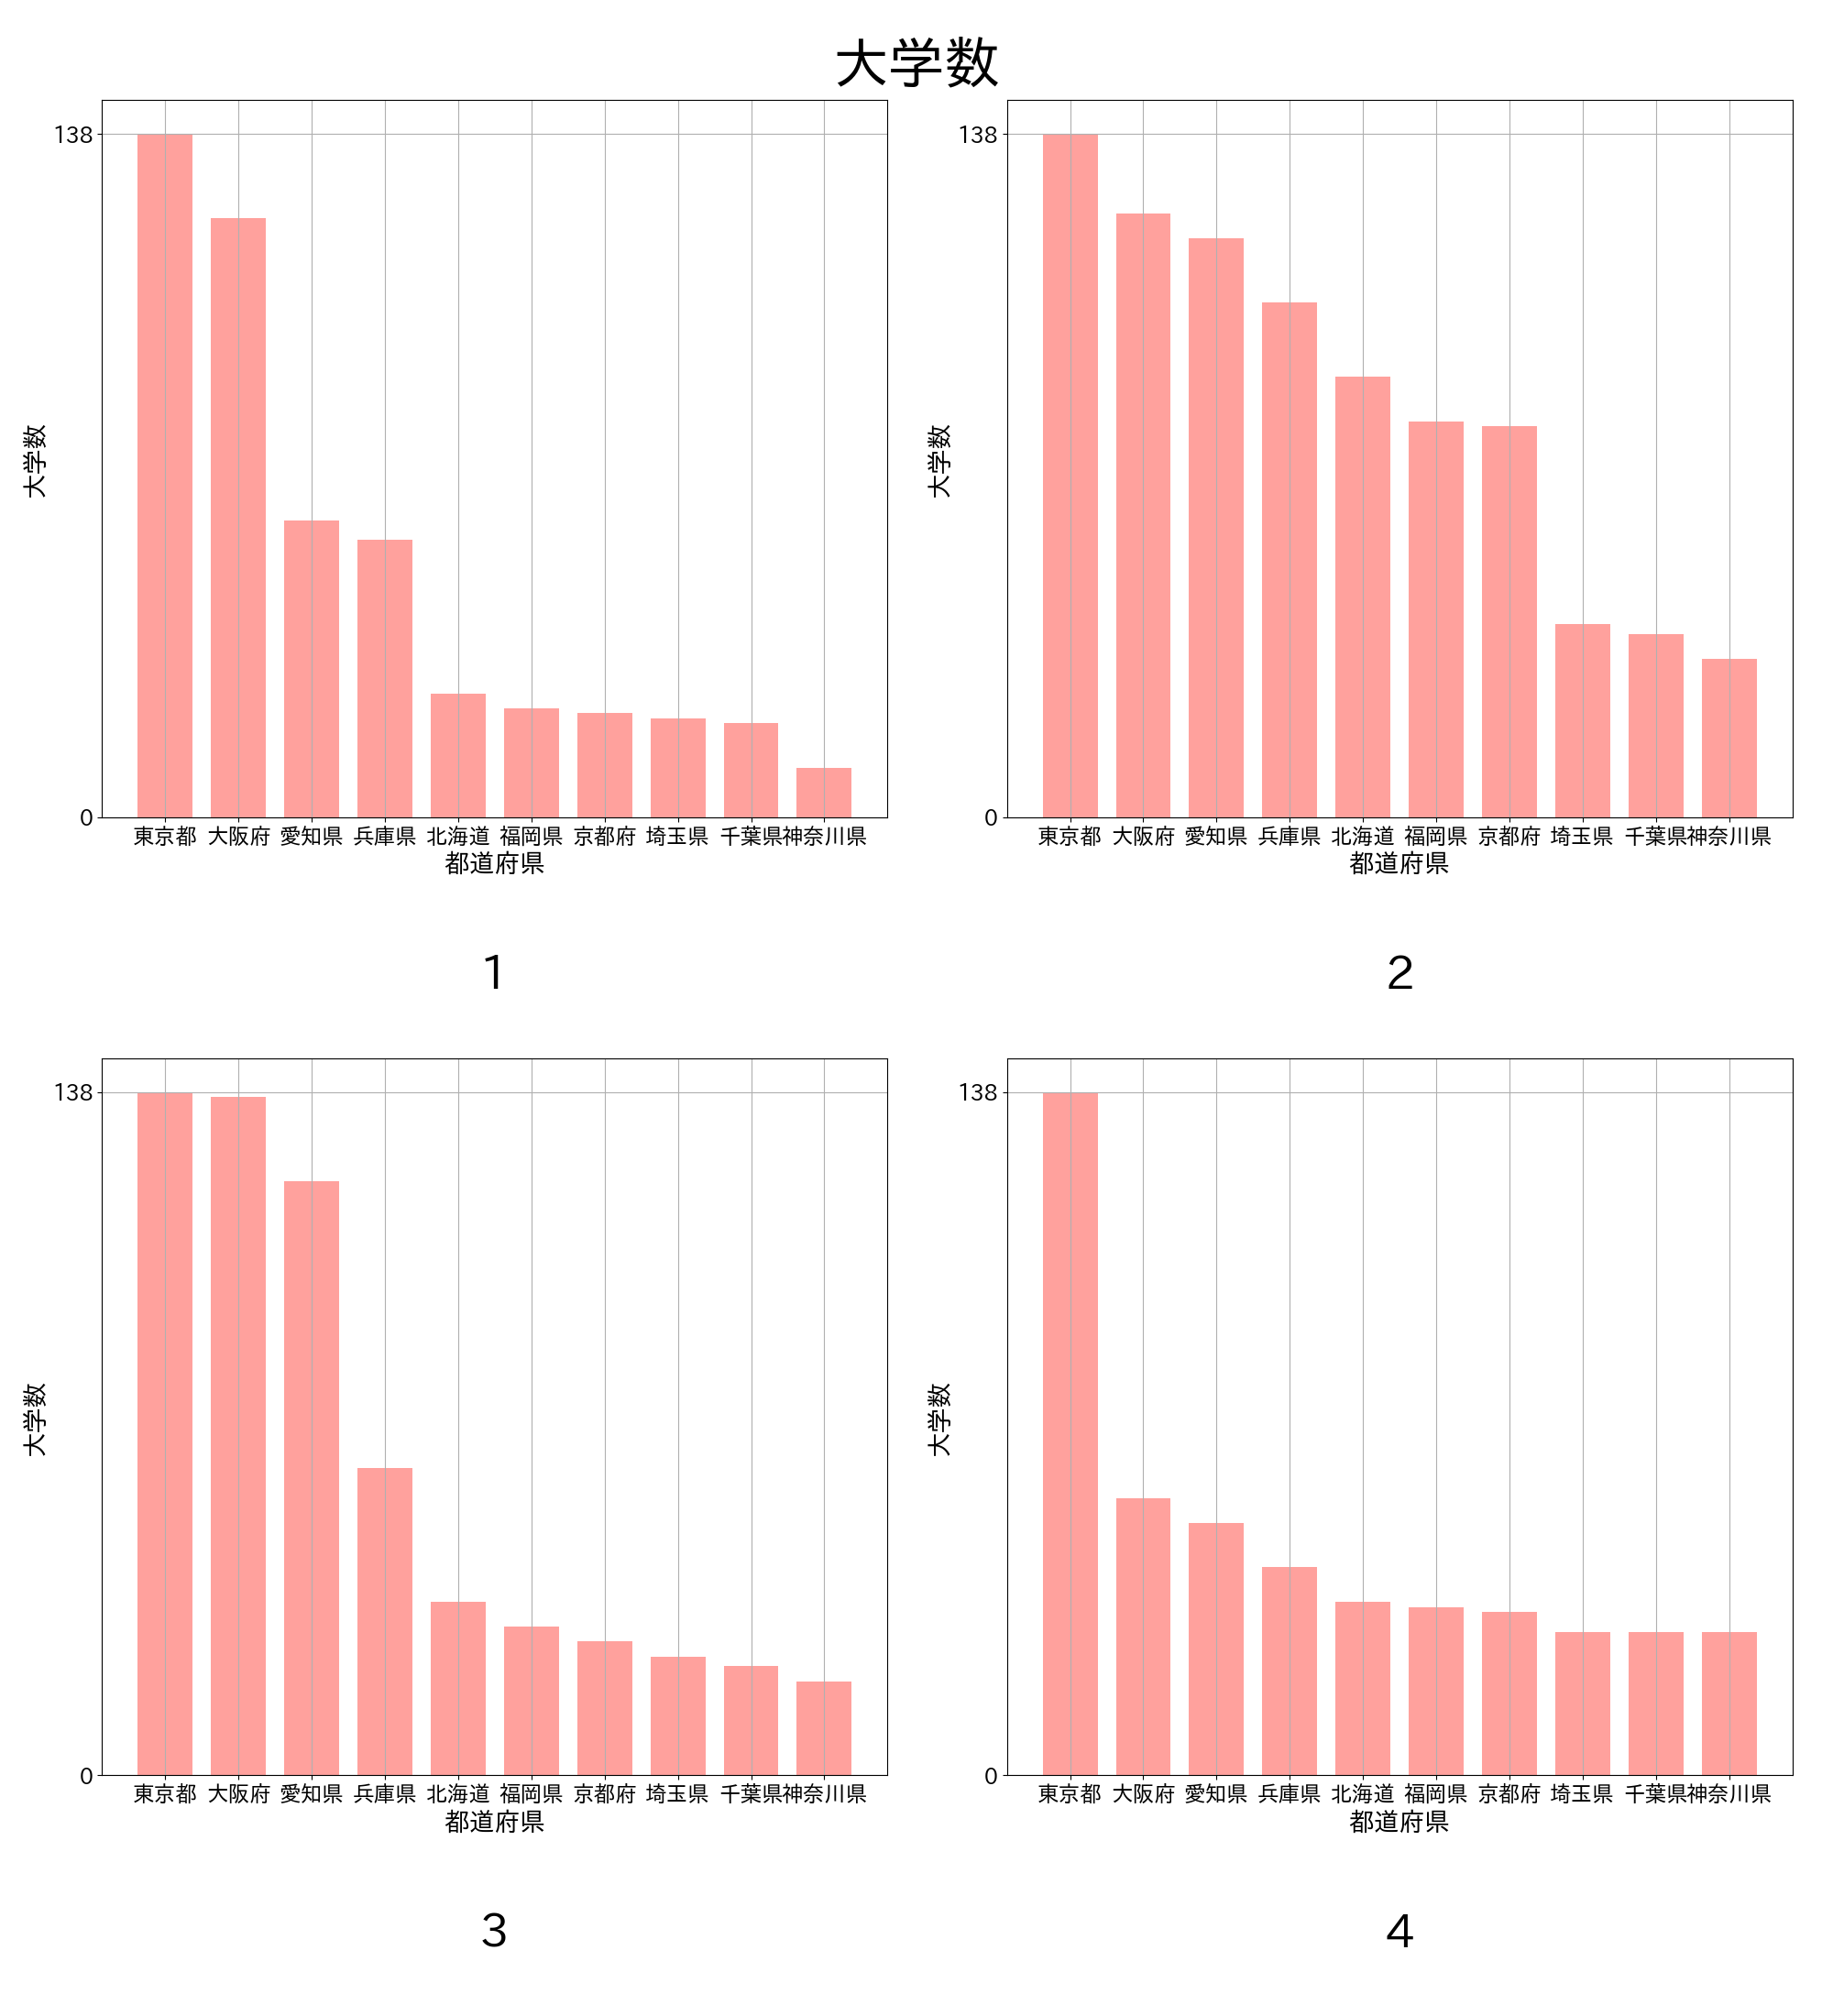 大学数
138
0
大学数
東京都 大阪府 愛知県 兵庫県 北海道 福岡県 京都府 埼玉県 千葉県 神奈川県
都道府県
1
138
0
大学数
東京都 大阪府 愛知県 兵庫県 北海道 福岡県 京都府 埼玉県 千葉県 神奈川県
都道府県
2
138
0
大学数
東京都 大阪府 愛知県 兵庫県 北海道 福岡県 京都府 埼玉県 千葉県 神奈川県
都道府県
3
138
0
大学数
東京都 大阪府 愛知県 兵庫県 北海道 福岡県 京都府 埼玉県 千葉県 神奈川県
都道府県
4